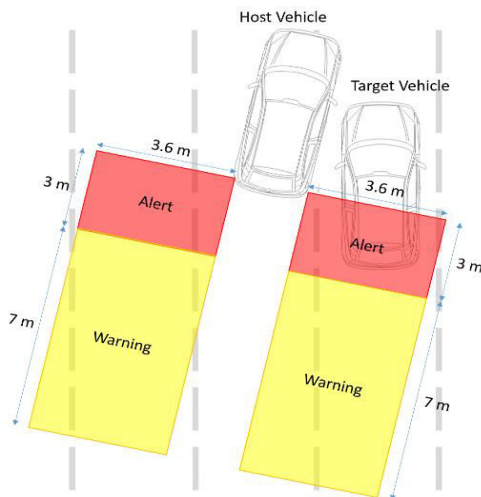 Host Vehicle
Target Vehicle
3.6 m
3.6 m
3 m
Alert
Alert
3 m
7 m
Warning
Warning
7 m